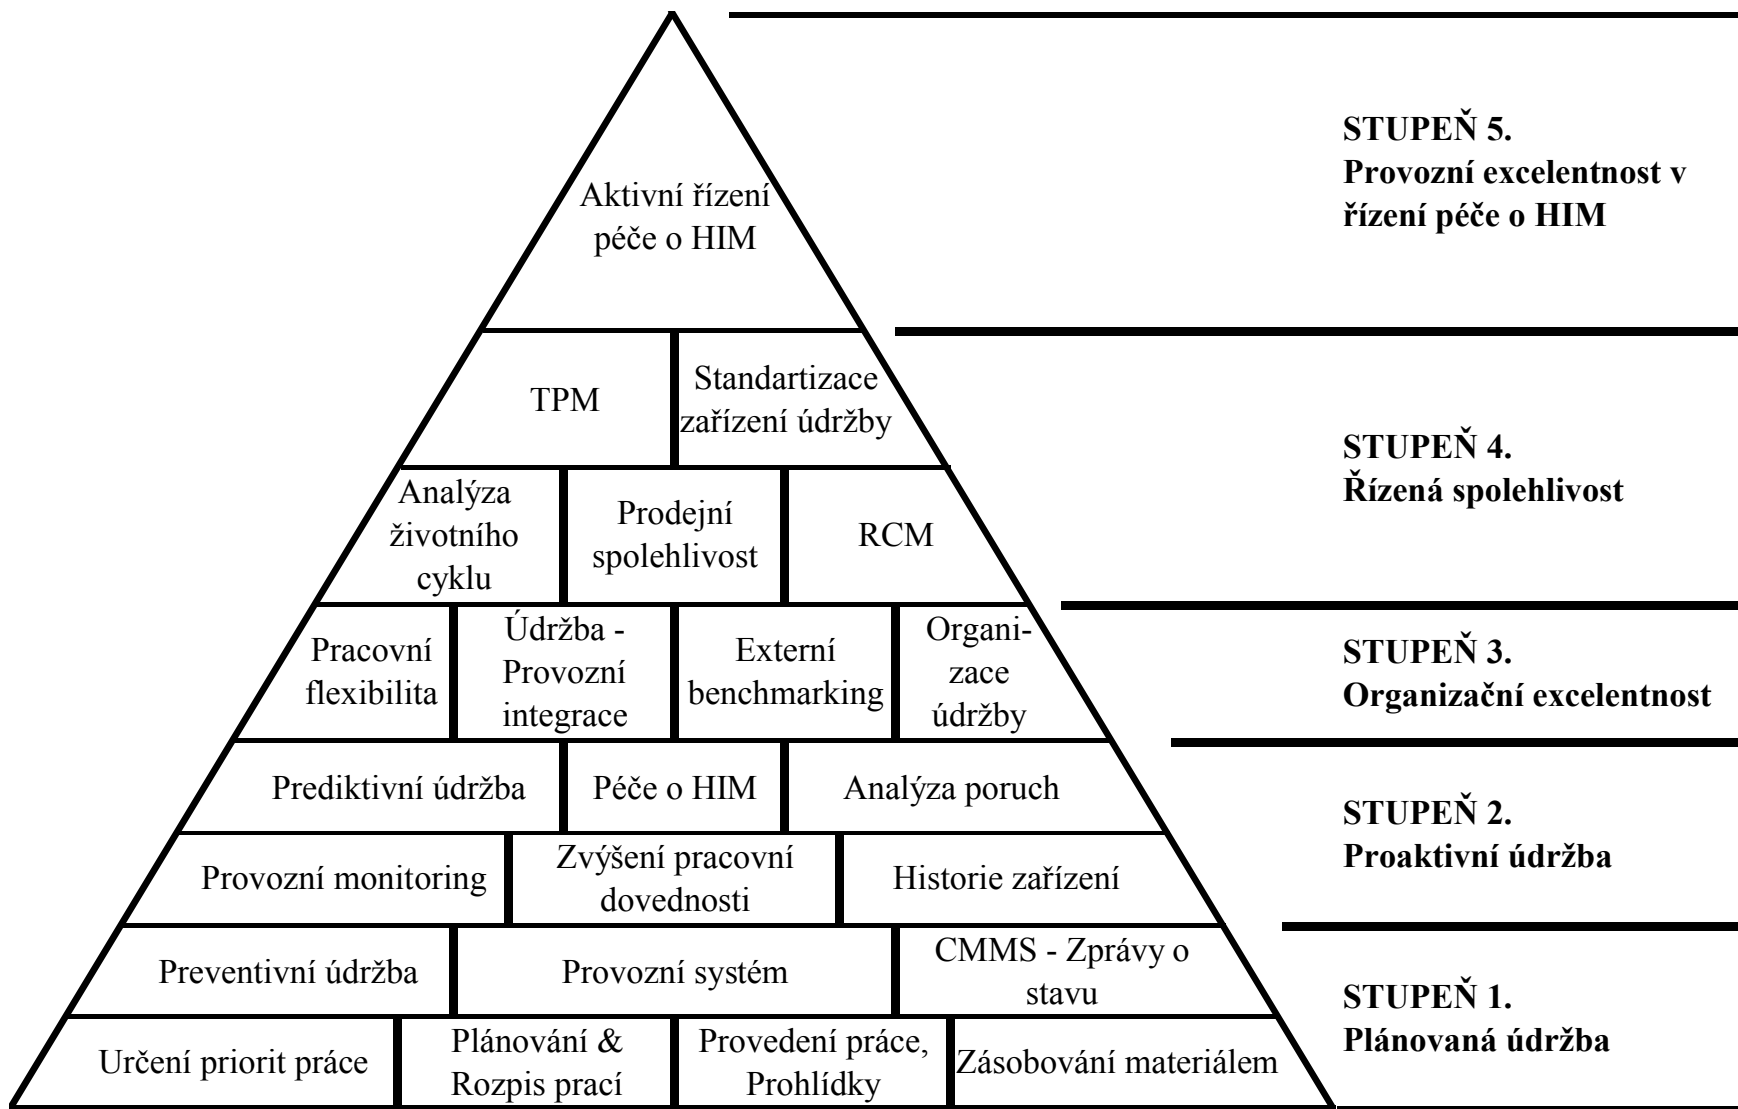 Aktivní řízení
péče o HIM
STUPEŇ 5.
Provozní excelentnost v
řízení péče o HIM
TPM
Standartizace
zařízení údržby
Analýza
životního
cyklu
Prodejní
spolehlivost
RCM
STUPEŇ 4.
Řízená spolehlivost
Pracovní
flexibilita
Údržba -
Provozní
integrace
Externí
benchmarking
Organi-
zace
údržby
STUPEŇ 3.
Organizační excelentnost
Prediktivní údržba
Péče o HIM
Analýza poruch
Provozní monitoring
Zvýšení pracovní
dovednosti
Historie zařízení
STUPEŇ 2.
Proaktivní údržba
Preventivní údržba
Provozní systém
CMMS - Zprávy o
stavu
Určení priorit práce
Plánování &
Rozpis prací
Provedení práce,
Prohlídky
Zásobování materiálem
STUPEŇ 1.
Plánovaná údržba